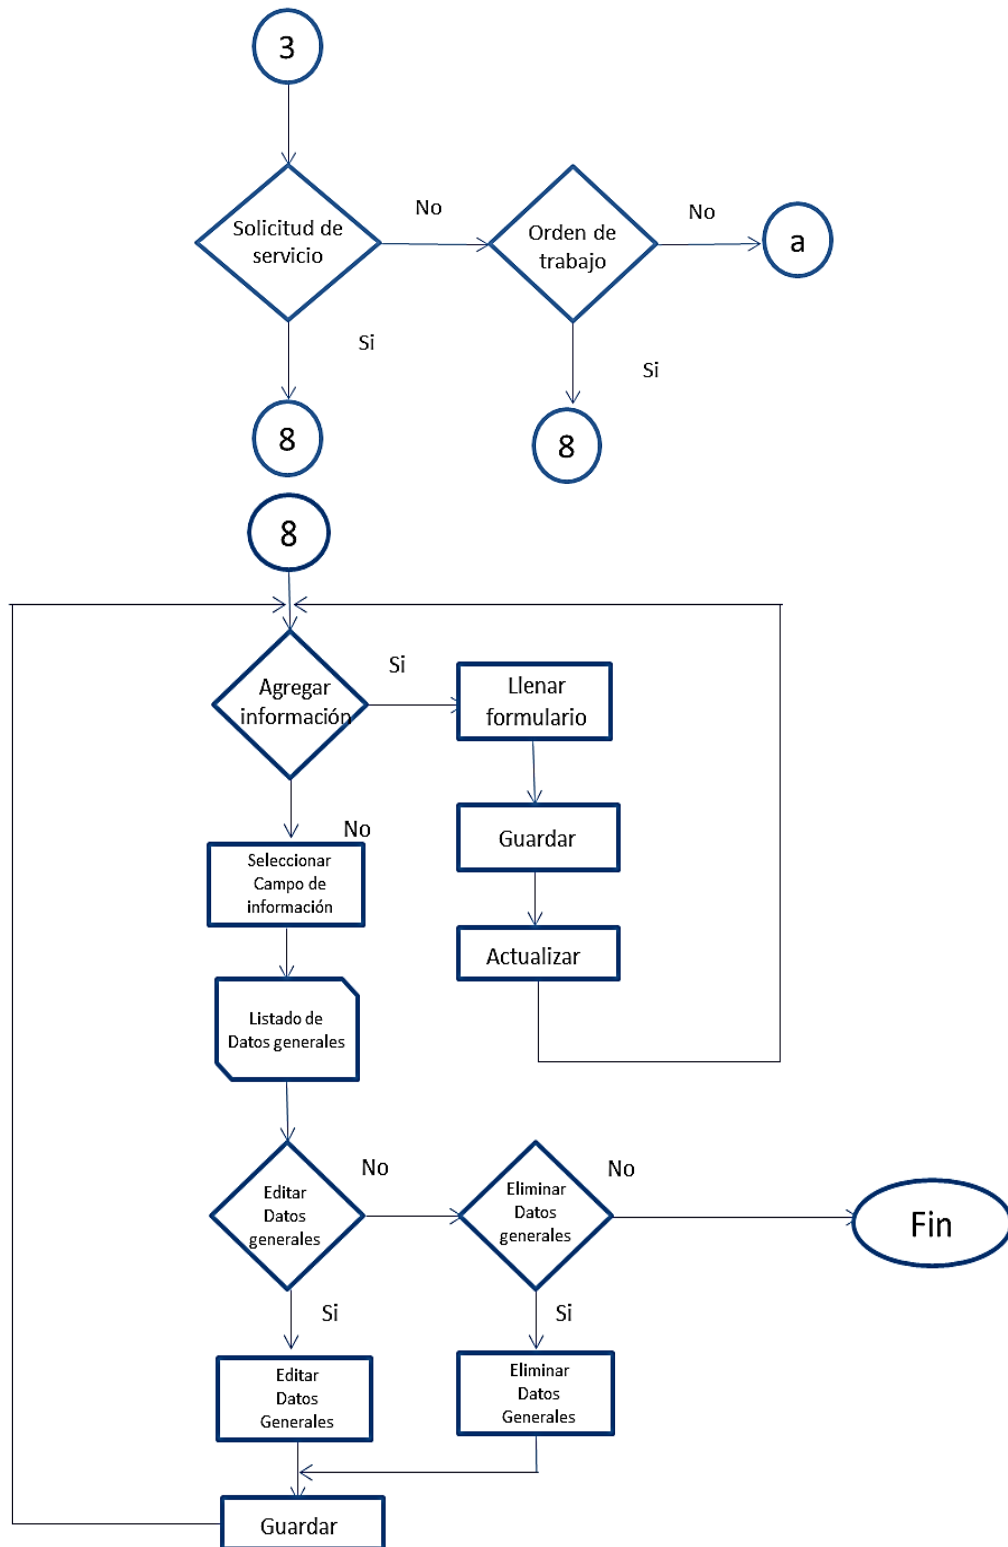 3
Solicitud de
servicio
No
Orden de
trabajo
No
a
Si
Si
8
8
8
Agregar
información
Si
Llenar
formulario
Guardar
Actualizar
No
Seleccionar
Campo de
información
Listado de
Datos generales
Editar
Datos
generales
No
Eliminar
Datos
generales
No
Fin
Si
Si
Editar
Datos
Generales
Eliminar
Datos
Generales
Guardar